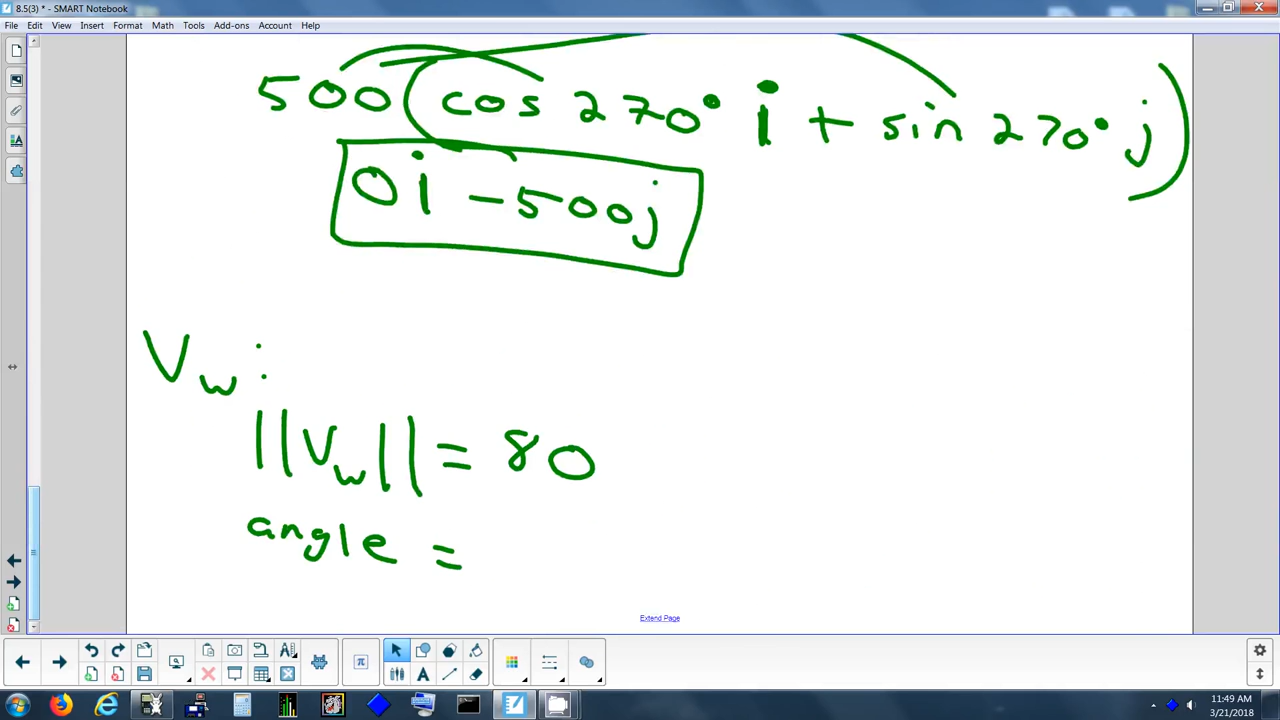 8.5(3) * - SMART Notebook
File Edit View Insert Format Math Tools Add-ons Account Help
500 (cos 270° i + sin 270° j)
0i - 500j
Vw:
||Vw|| = 80
angle =
Extend Page
11:49 AM
3/21/2018